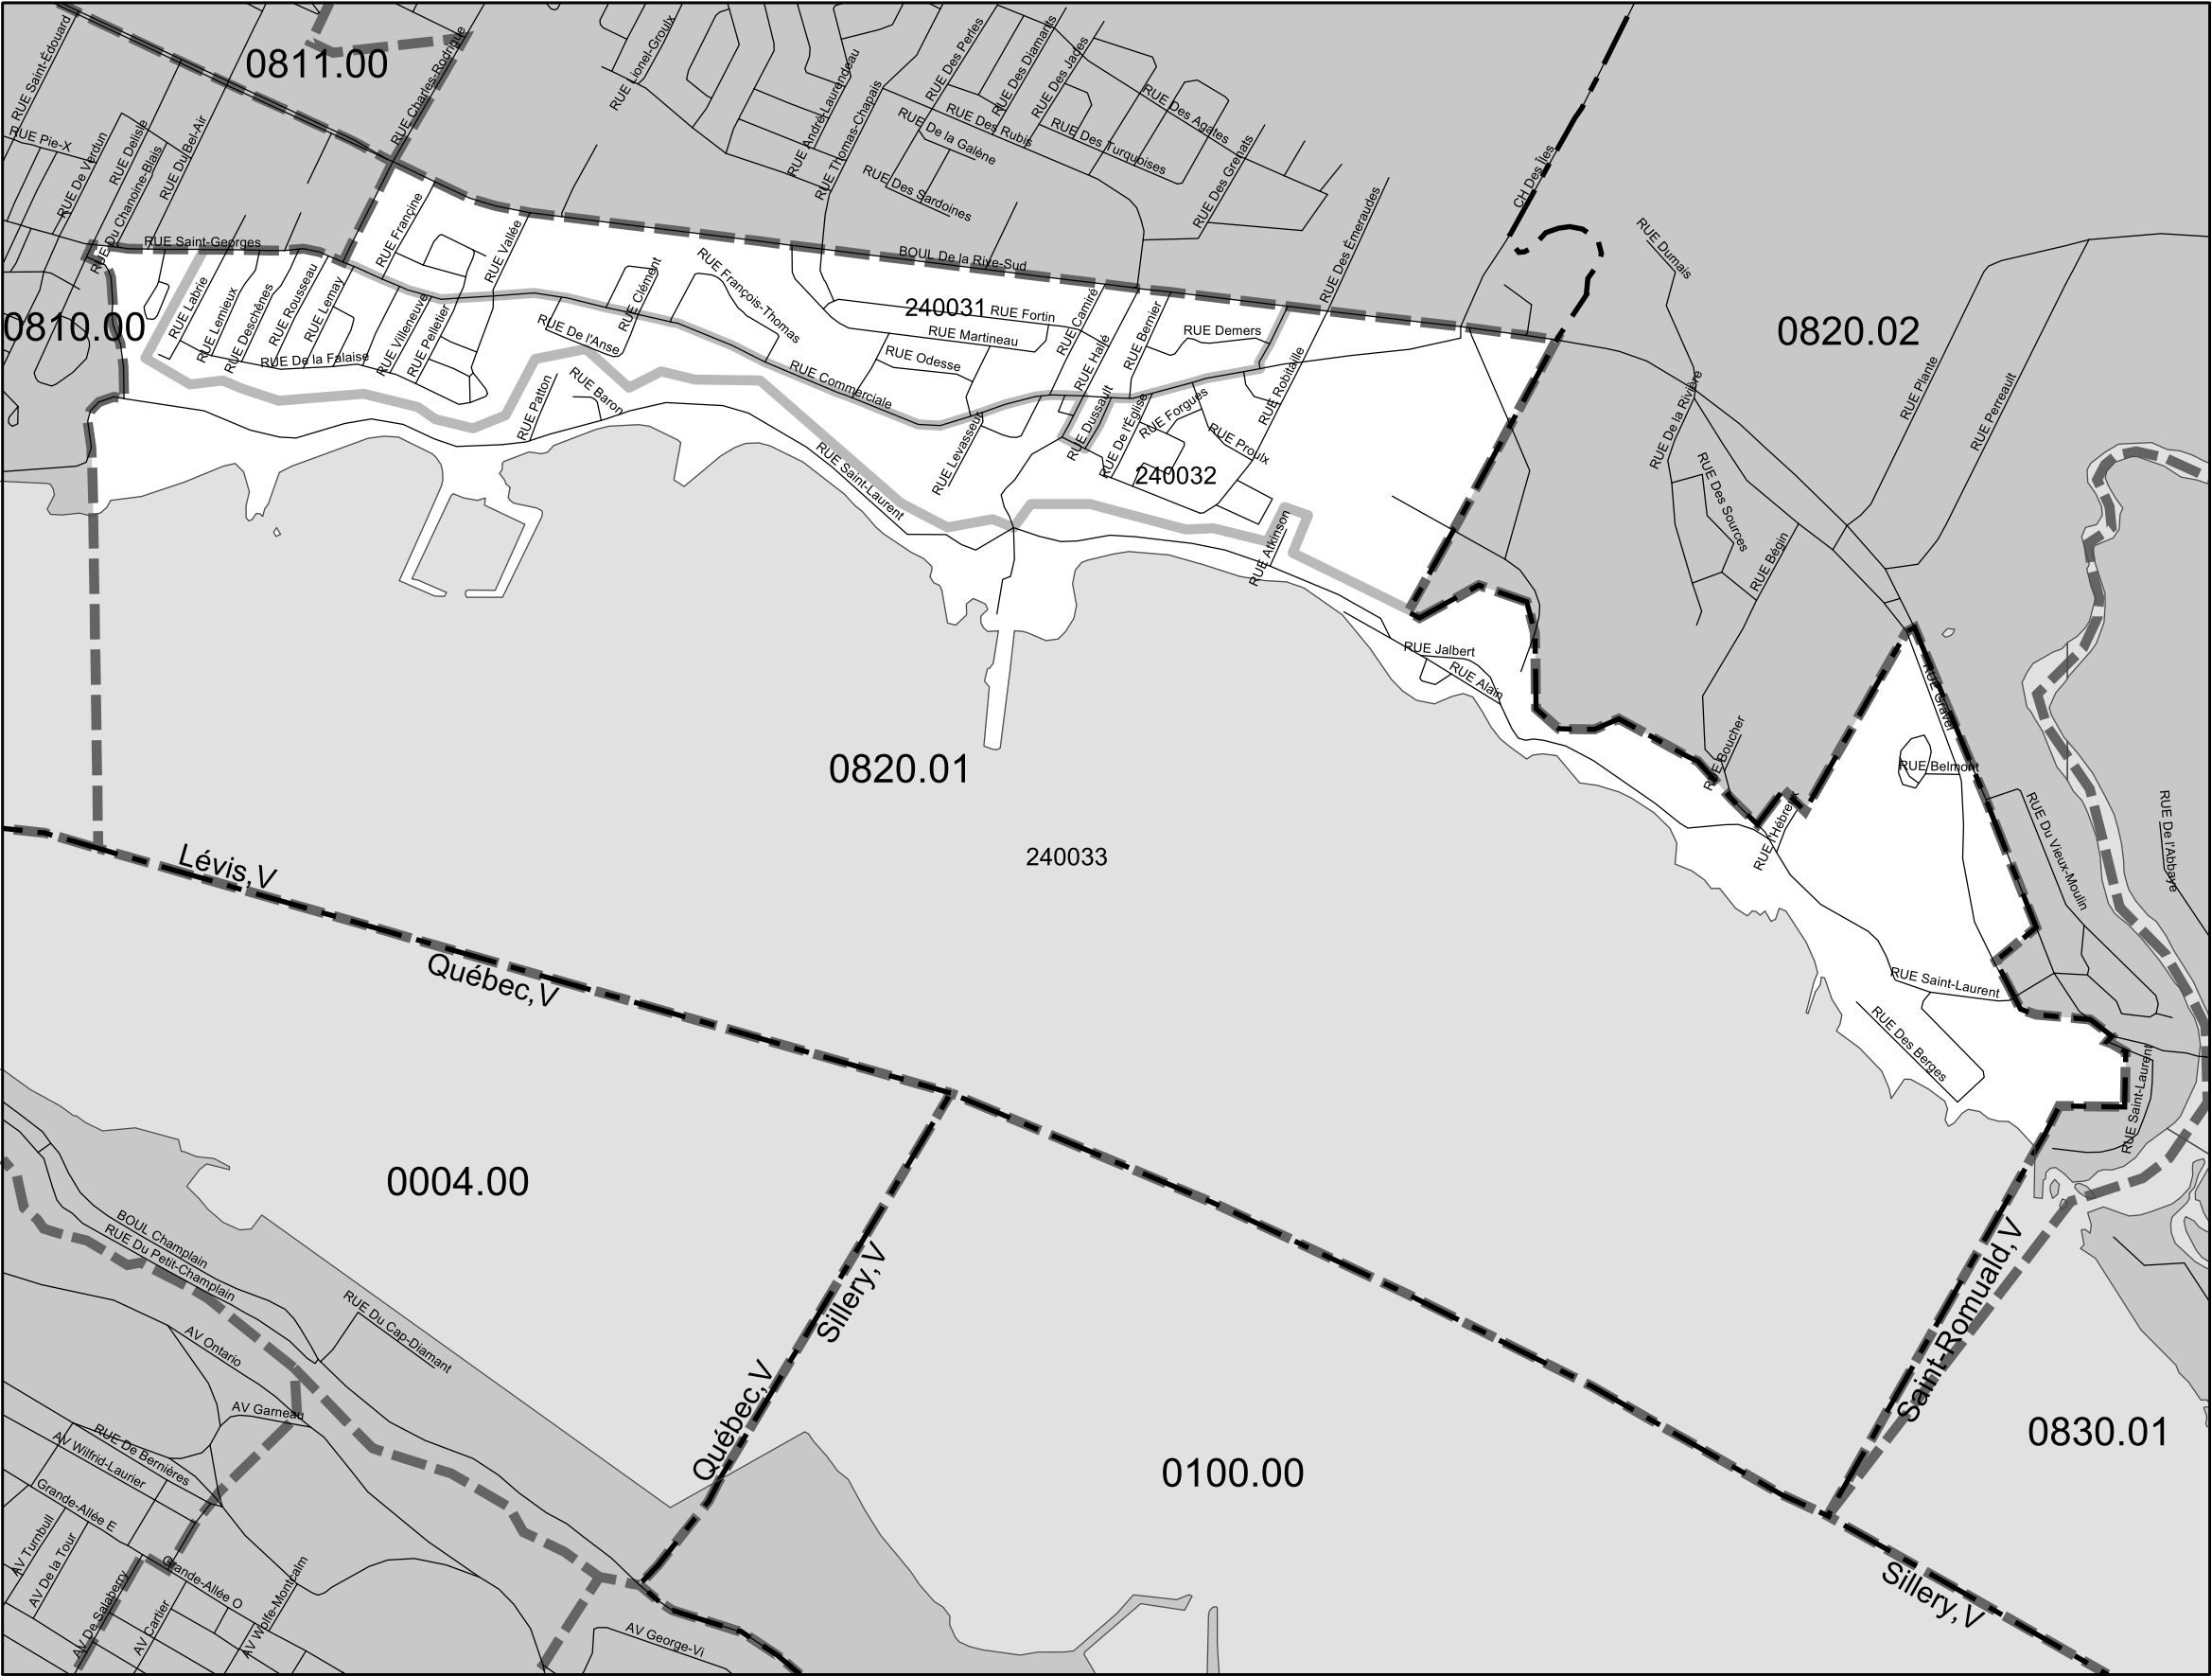 0811.00
RUE Saint-Édouard
RUE Charles-Rodrigue
RUE Lionel-Groulx
RUE André-Laurendeau
RUE Thomas-Chapais
RUE Des Perles
RUE Des Diamants
RUE Des Jades
RUE Des Agates
RUE Des Rubis
RUE De la Galène
RUE Des Turquoises
RUE Des Sardoines
RUE Des Grenats
RUE Des Émeraudes
CH Des Îles
RUE Dumais
RUE Pie-X
RUE De Verdun
RUE Delisle
RUE Du Chanoine-Blais
RUE Du Bel-Air
RUE Saint-Georges
RUE Francine
RUE Vallée
BOUL De la Rive-Sud
0810.00
RUE Labrie
RUE Lemieux
RUE Deschênes
RUE Rousseau
RUE Lemay
RUE De la Falaise
RUE Villeneuve
RUE Pelletier
RUE De l'Anse
RUE Clément
RUE François-Thomas
240031
RUE Fortin
RUE Martineau
RUE Odesse
RUE Camiré
RUE Hallé
RUE Bernier
RUE Demers
RUE Commerciale
RUE Patton
RUE Baron
RUE Levasseur
RUE Dussault
RUE De l'Église
RUE Forgues
RUE Proulx
RUE Robitaille
240032
RUE Saint-Laurent
RUE Atkinson
0820.02
RUE De la Rivière
RUE Des Sources
RUE Bégin
RUE Plante
RUE Perreault
RUE Jalbert
RUE Alain
RUE Boucher
RUE l'Hébreux
RUE Gravel
RUE Belmont
RUE Du Vieux-Moulin
RUE De l'Abbaye
0820.01
240033
Lévis,V
Québec,V
RUE Saint-Laurent
RUE Des Berges
RUE Saint-Laurent
0004.00
BOUL Champlain
RUE Du Petit-Champlain
RUE Du Cap-Diamant
AV Ontario
AV Garneau
RUE De Bernières
AV Wilfrid-Laurier
Grande-Allée E
AV Turnbull
AV De la Tour
Grande-Allée O
AV De Salaberry
AV Cartier
AV Wolfe-Montcalm
AV George-Vi
Sillery,V
Québec,V
0100.00
Saint-Romuald,V
0830.01
Sillery,V